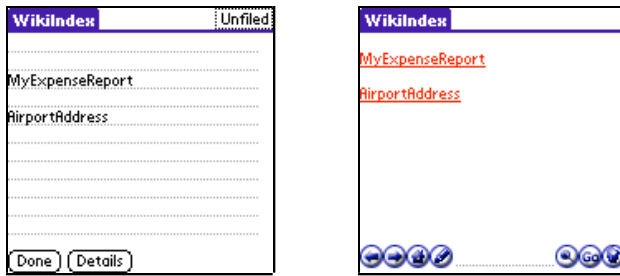 WikiIndex Unfiled
MyExpenseReport
AirportAddress
Done Details
WikiIndex
MyExpenseReport
AirportAddress
Go